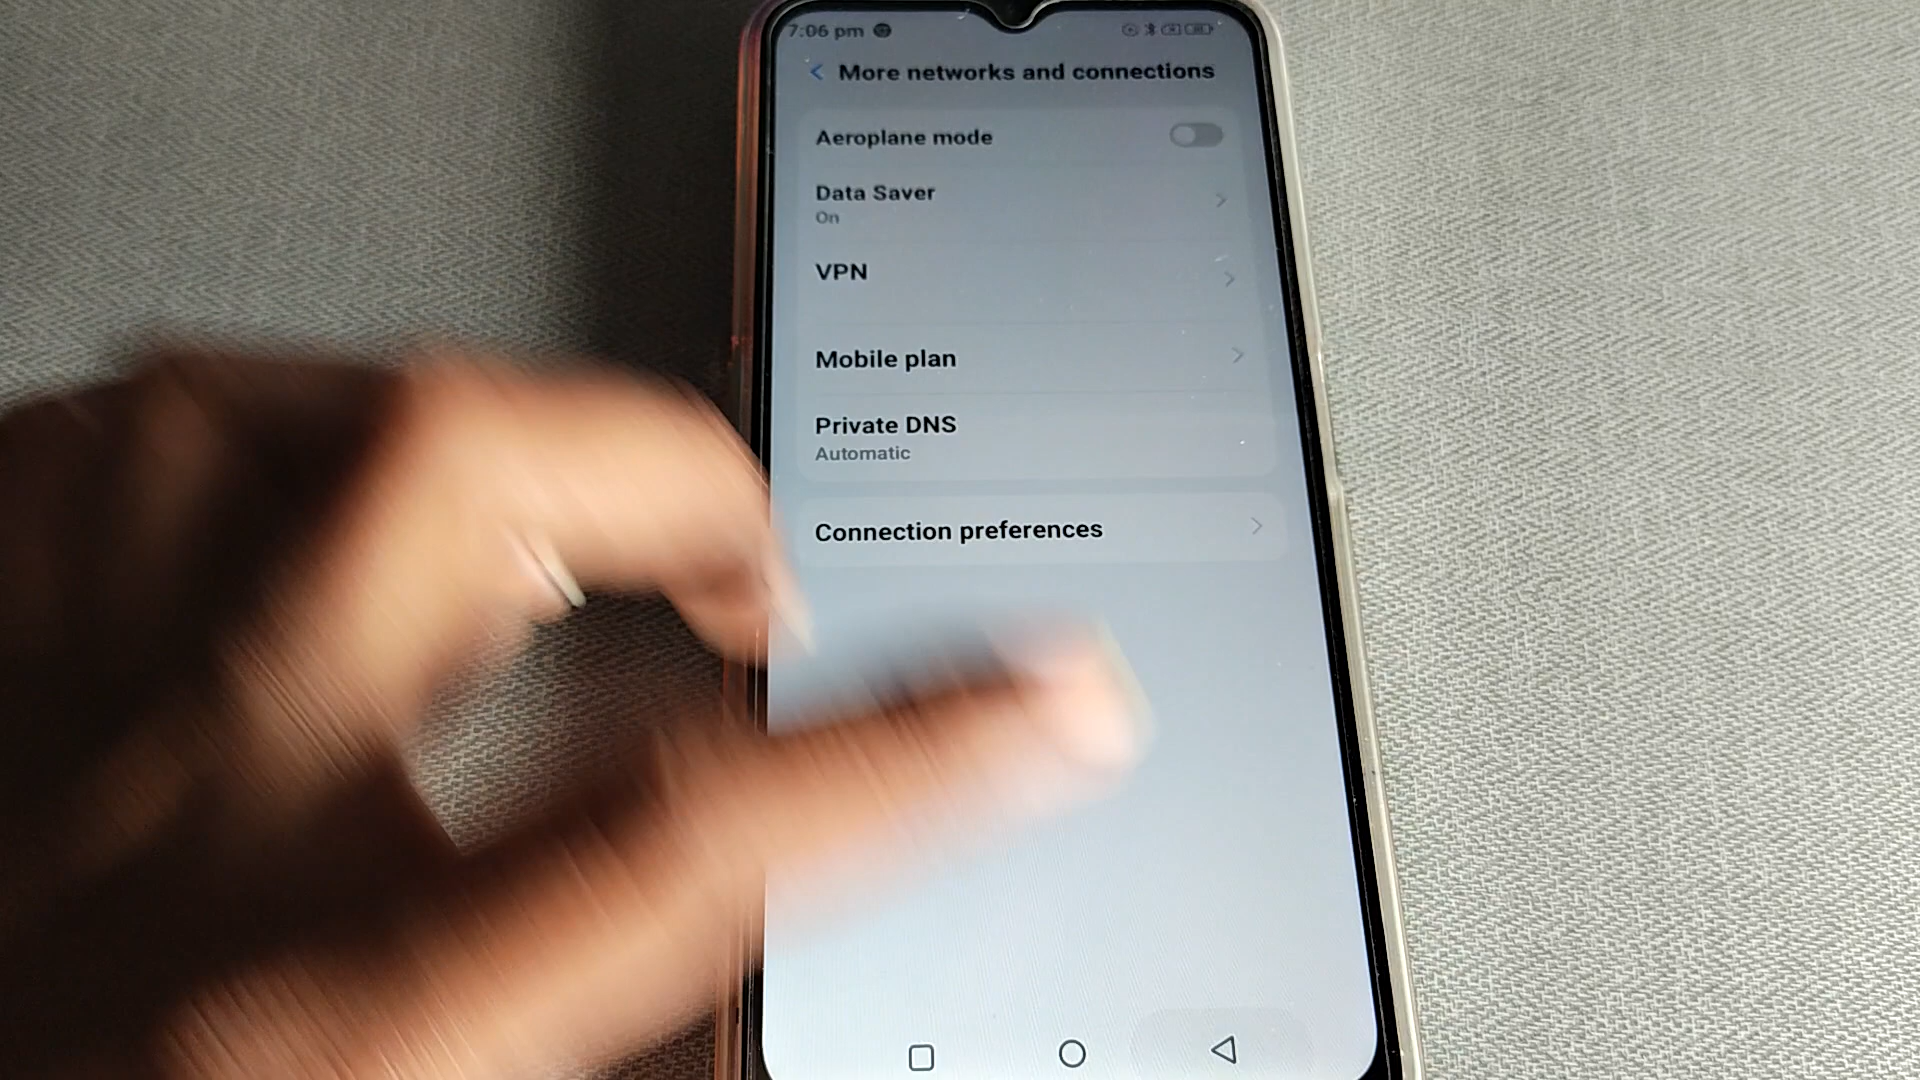 7:06 pm
More networks and connections
Aeroplane mode
Data Saver
On
VPN
Mobile plan
Private DNS
Automatic
Connection preferences